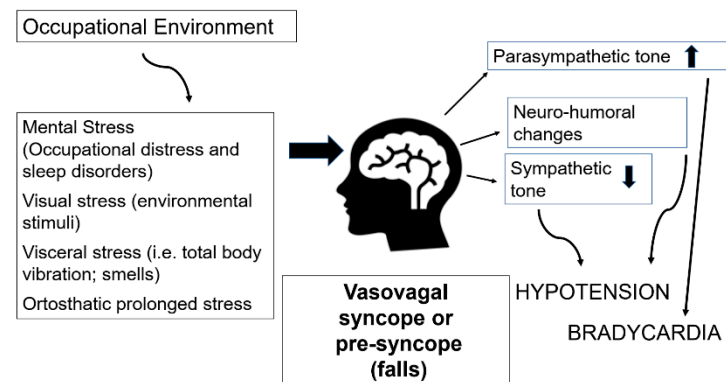 Occupational Environment
Mental Stress
(Occupational distress and
sleep disorders)
Visual stress (environmental
stimuli)
Visceral stress (i.e. total body
vibration; smells)
Ortosthatic prolonged stress
Parasympathetic tone
Neuro-humoral
changes
Sympathetic
tone
HYPOTENSION
BRADYCARDIA
Vasovagal
syncope or
pre-syncope
(falls)